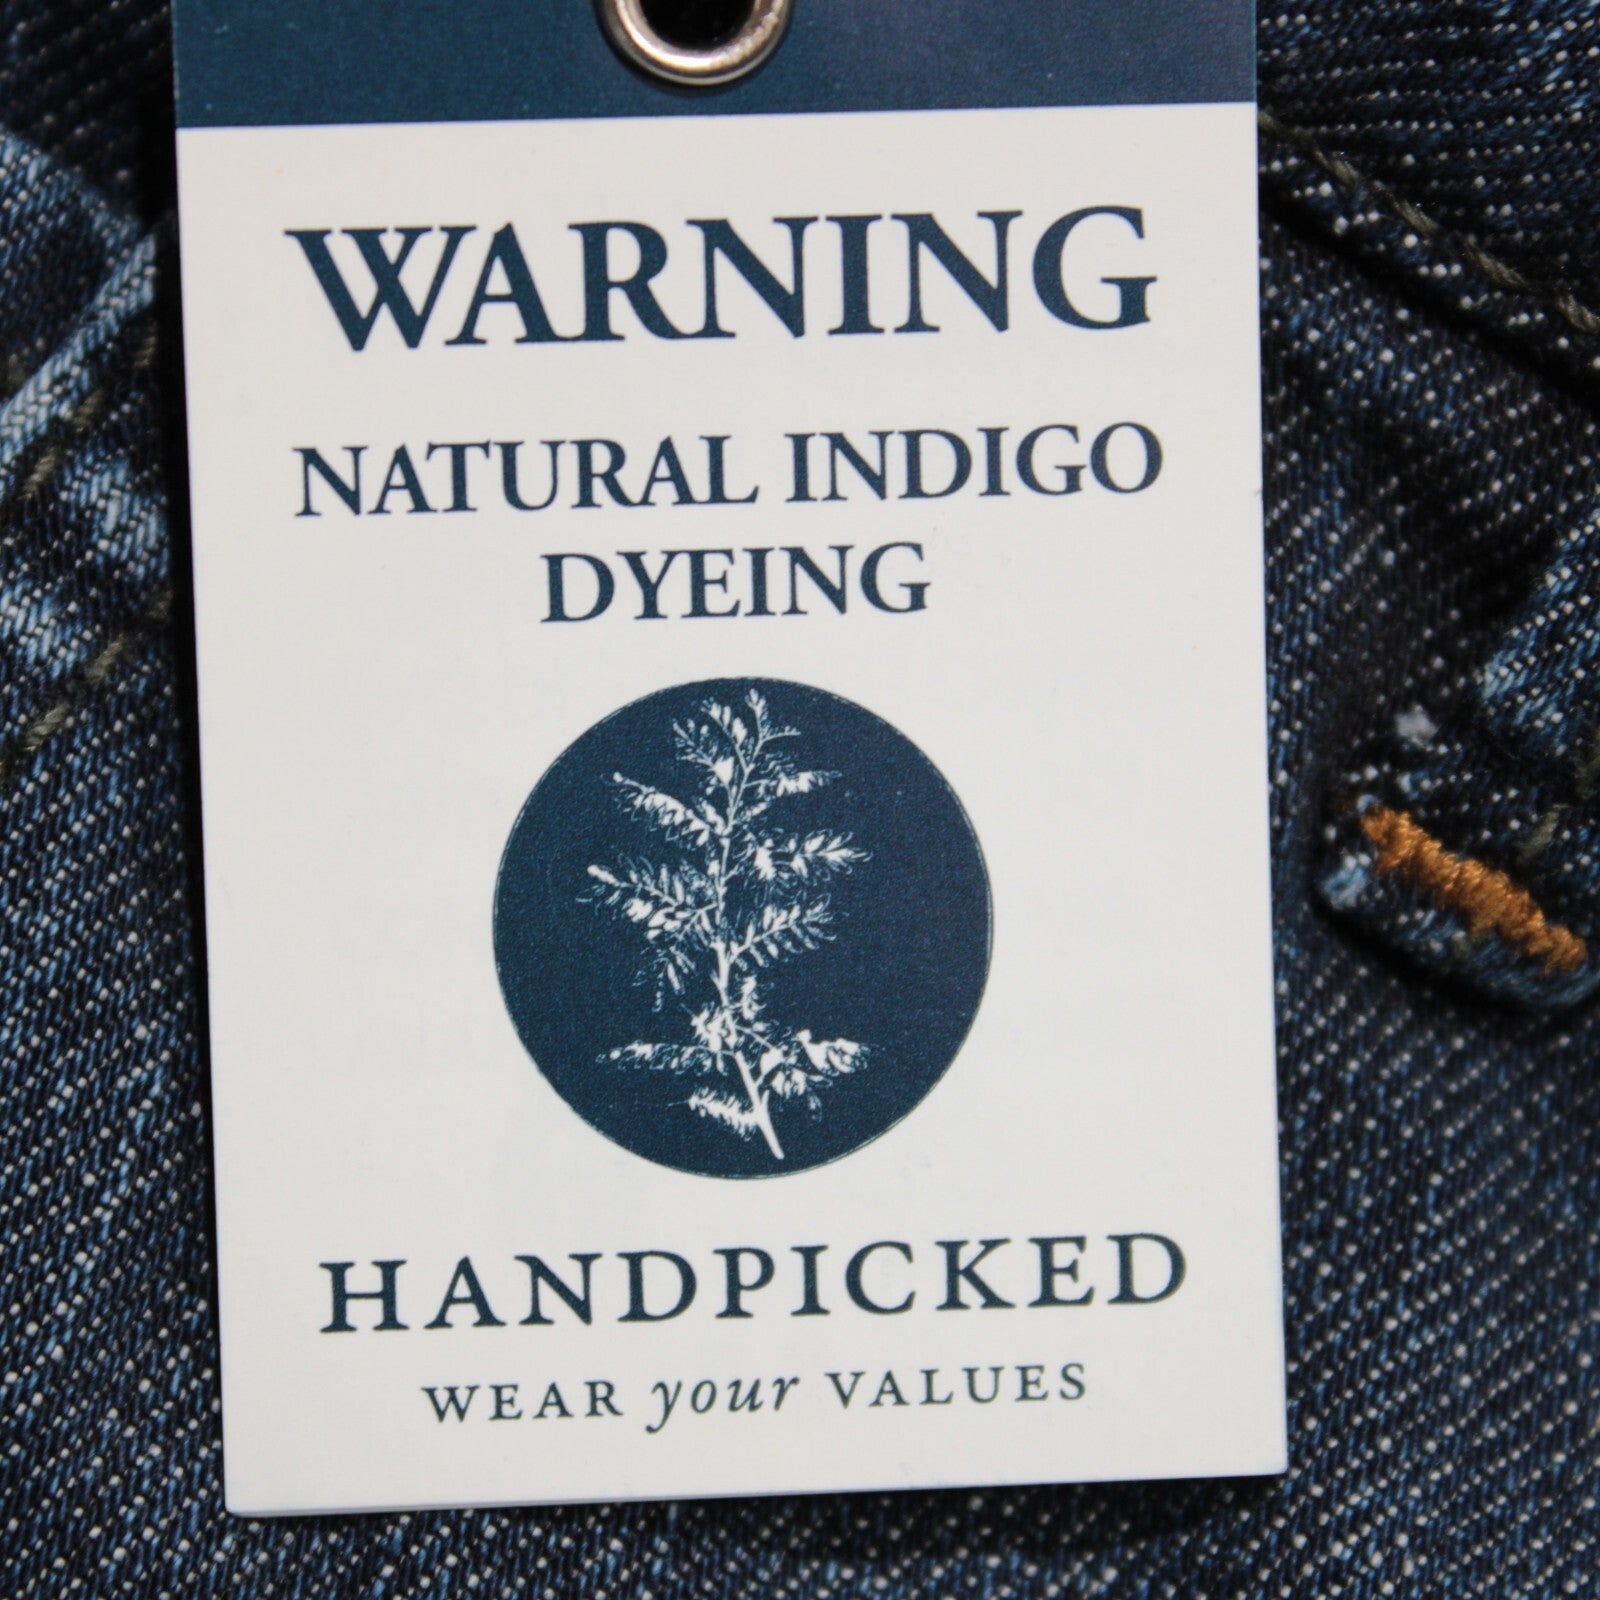 WARNING
NATURAL INDIGO
DYEING
HANDPICKED
WEAR your VALUES